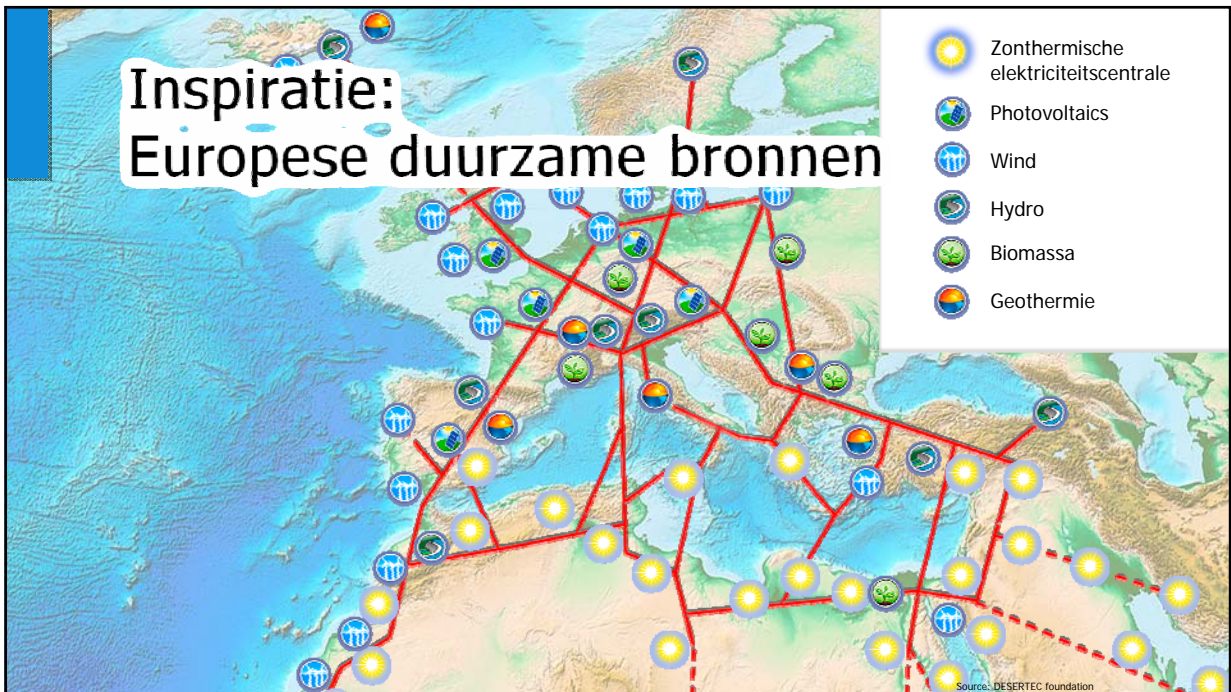 Inspiratie:
Europese duurzame bronnen
Zonthermische
elektriciteitscentrale
Photovoltaics
Wind
Hydro
Biomassa
Geothermie
Source: DESERTEC foundation